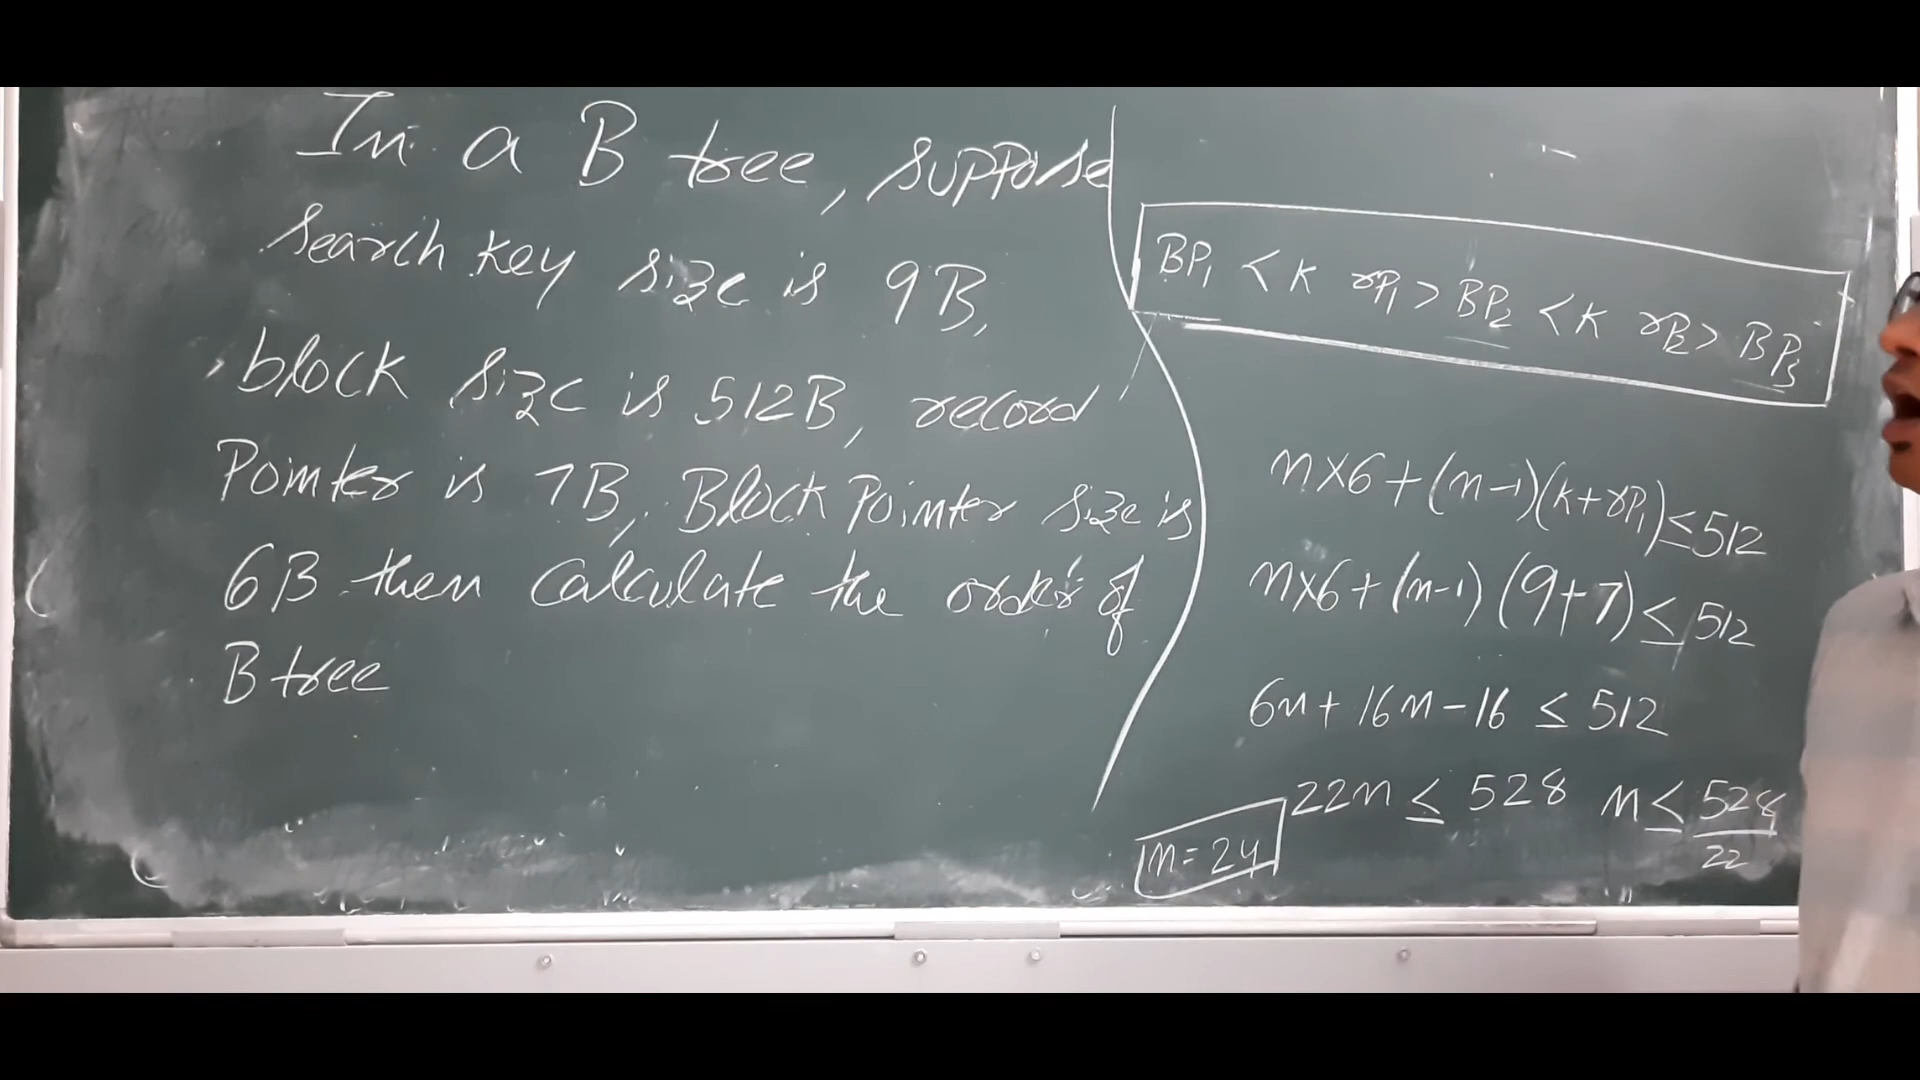 In a B tree, suppose
search key size is 9B,
block size is 512B, record
Pointer is 7B, Block Pointer size is
6B then calculate the order of
B tree
BP₁ <K rP₁> BP₂ <K rP₂> BP₃
n×6+(n-1)(k+rP₁)≤512
n×6+(n-1)(9+7)≤512
6n+16n-16 ≤ 512
22n ≤ 528 n ≤ 528/22
n=24